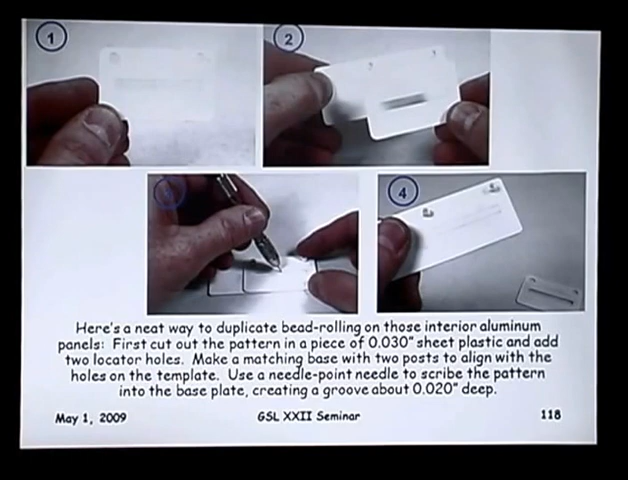 1
2
3
4
Here's a neat way to duplicate bead-rolling on those interior aluminum
panels: First cut out the pattern in a piece of 0.030" sheet plastic and add
two locator holes. Make a matching base with two posts to align with the
holes on the template. Use a needle-point needle to scribe the pattern
into the base plate, creating a groove about 0.020" deep.
May 1, 2009 GSL XXII Seminar 118